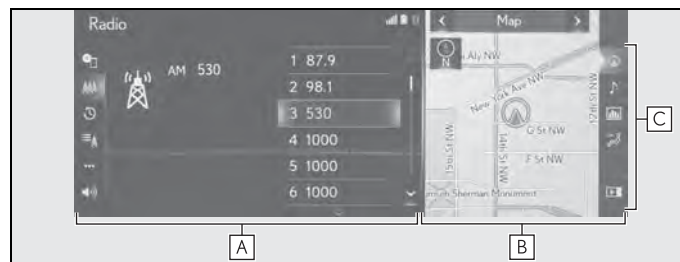 Radio
AM 530
1 87.9
2 98.1
3 530
4 1000
5 1000
6 1000
Map
N
Aly NW
New York Ave NW
12th St NW
G St NW
15th St NW
14th St NW
F St NW
Sherman Monument
A
B
C